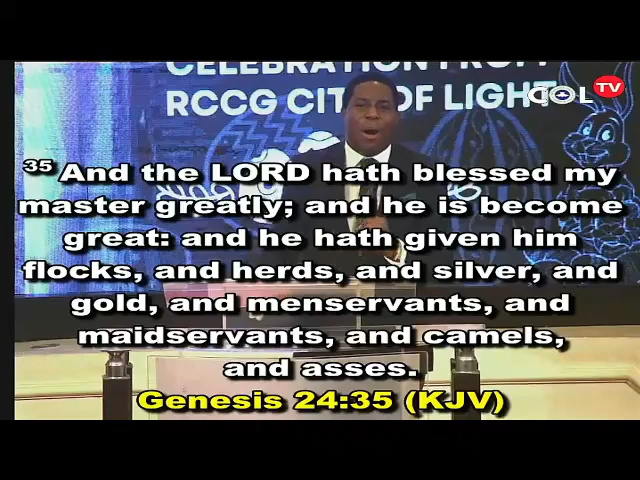 CELEBRATION FROM
RCCG CITY OF LIGHT
COL TV
35 And the LORD hath blessed my
master greatly; and he is become
great: and he hath given him
flocks, and herds, and silver, and
gold, and menservants, and
maidservants, and camels,
and asses.
Genesis 24:35 (KJV)